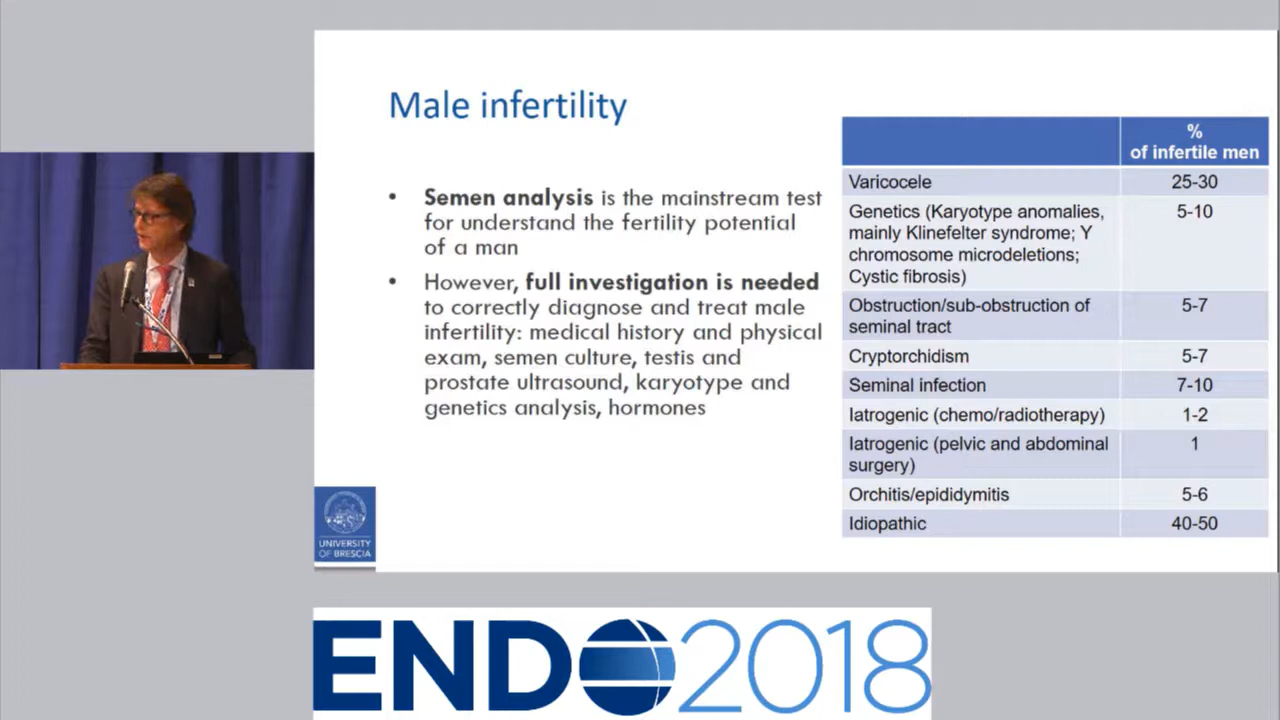 Male infertility
• Semen analysis is the mainstream test
for understand the fertility potential
of a man
• However, full investigation is needed
to correctly diagnose and treat male
infertility: medical history and physical
exam, semen culture, testis and
prostate ultrasound, karyotype and
genetics analysis, hormones
%
of infertile men
Varicocele 25-30
Genetics (Karyotype anomalies, 5-10
mainly Klinefelter syndrome; Y
chromosome microdeletions;
Cystic fibrosis)
Obstruction/sub-obstruction of 5-7
seminal tract
Cryptorchidism 5-7
Seminal infection 7-10
Iatrogenic (chemo/radiotherapy) 1-2
Iatrogenic (pelvic and abdominal 1
surgery)
Orchitis/epididymitis 5-6
Idiopathic 40-50
UNIVERSITY
OF BRESCIA
ENDO2018